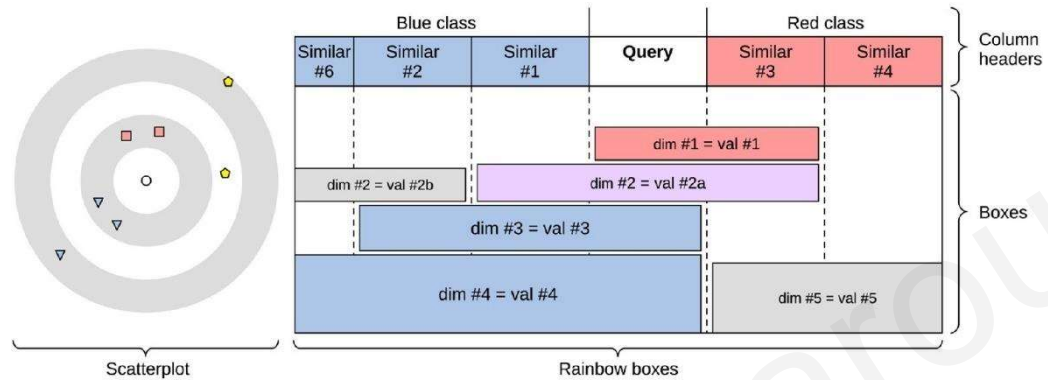 Blue class
Red class
Similar
#6
Similar
#2
Similar
#1
Query
Similar
#3
Similar
#4
Column
headers
dim #1 = val #1
dim #2 = val #2b
dim #2 = val #2a
dim #3 = val #3
dim #4 = val #4
dim #5 = val #5
Boxes
Scatterplot
Rainbow boxes